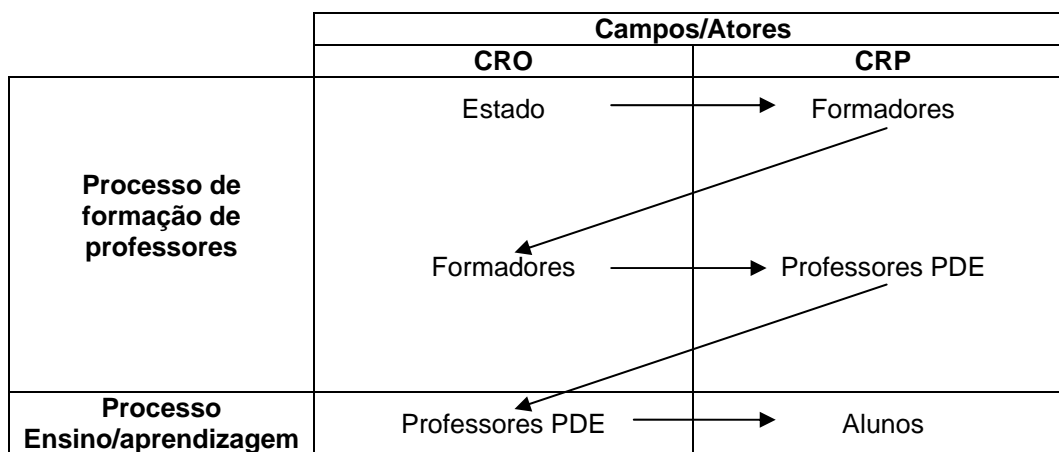 Campos/Atores
CRO CRP
Processo de
formação de
professores
Estado Formadores
Formadores Professores PDE
Processo
Ensino/aprendizagem
Professores PDE Alunos